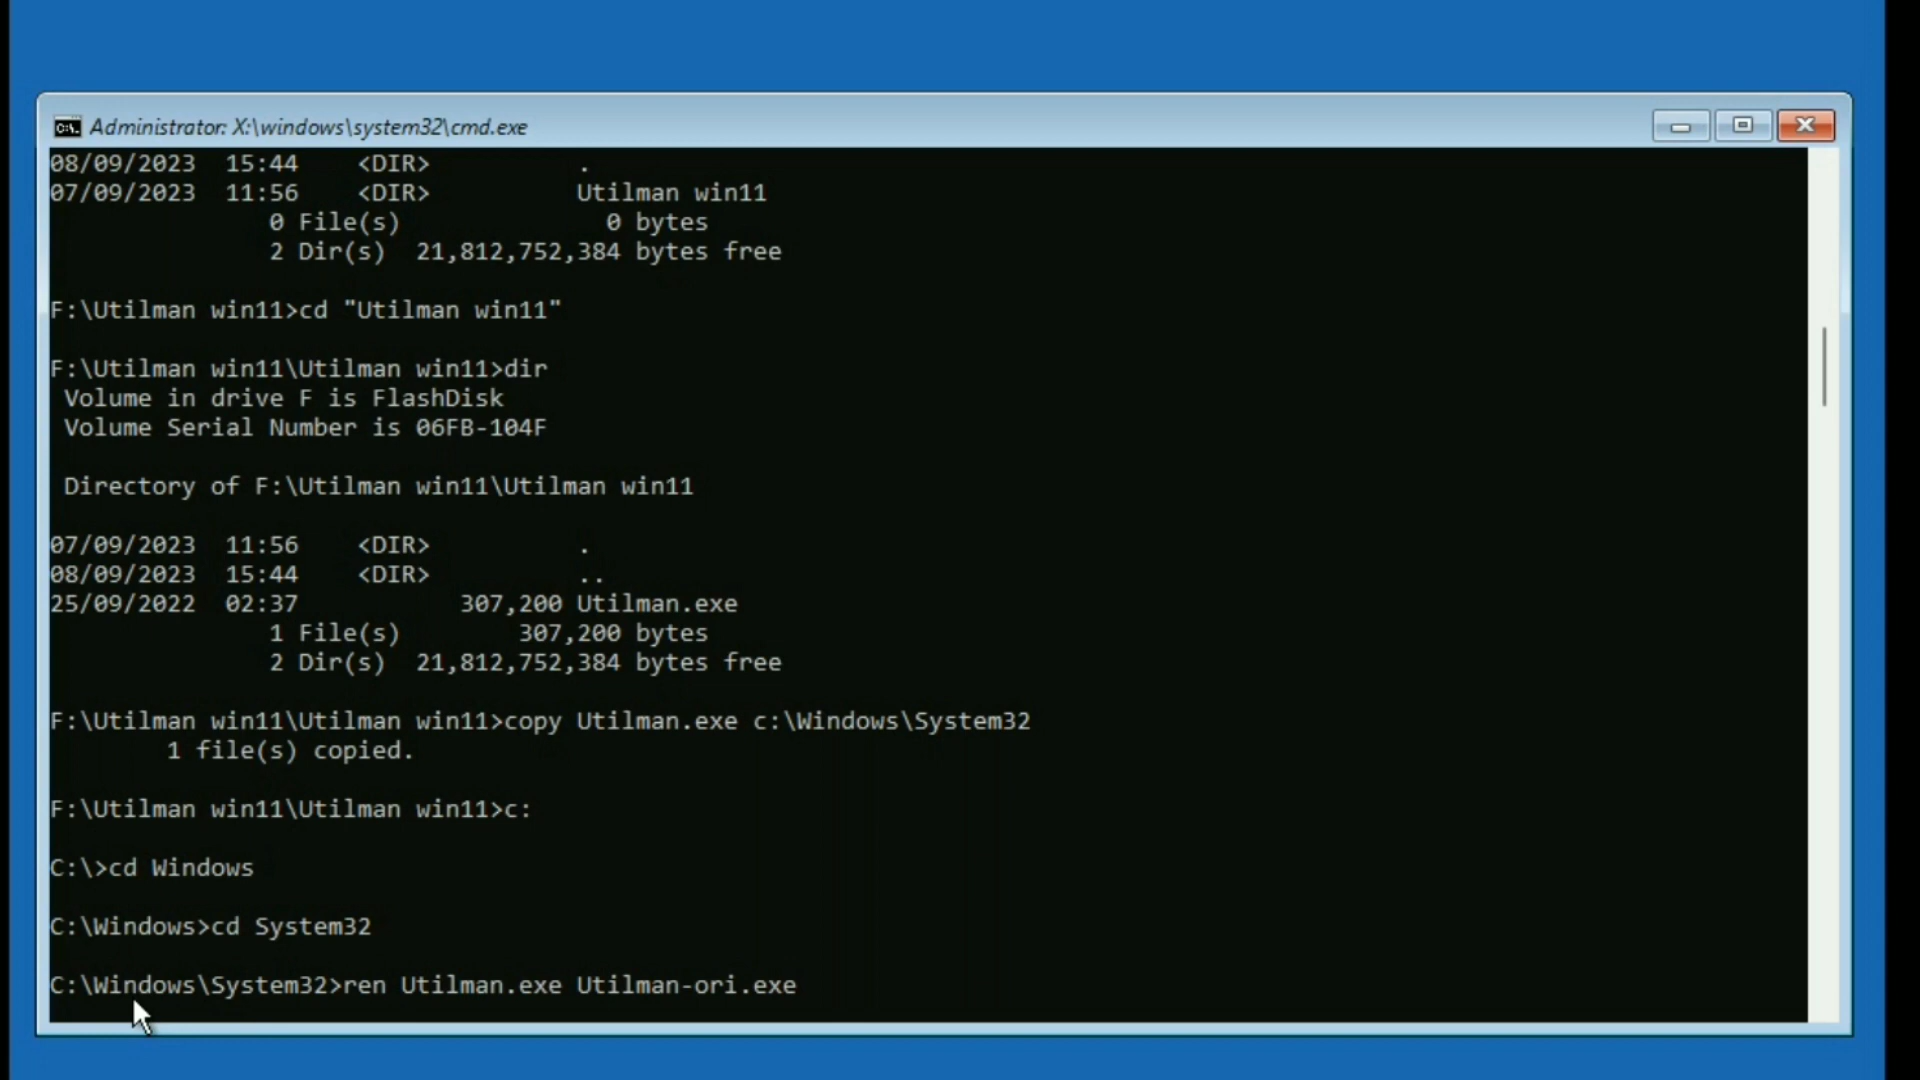 Administrator: X:\windows\system32\cmd.exe
08/09/2023  15:44    <DIR>          .
07/09/2023  11:56    <DIR>          Utilman win11
               0 File(s)              0 bytes
               2 Dir(s)  21,812,752,384 bytes free
F:\Utilman win11>cd "Utilman win11"
F:\Utilman win11\Utilman win11>dir
 Volume in drive F is FlashDisk
 Volume Serial Number is 06FB-104F
 Directory of F:\Utilman win11\Utilman win11
07/09/2023  11:56    <DIR>          .
08/09/2023  15:44    <DIR>          ..
25/09/2022  02:37           307,200 Utilman.exe
               1 File(s)        307,200 bytes
               2 Dir(s)  21,812,752,384 bytes free
F:\Utilman win11\Utilman win11>copy Utilman.exe c:\Windows\System32
        1 file(s) copied.
F:\Utilman win11\Utilman win11>c:
C:\>cd Windows
C:\Windows>cd System32
C:\Windows\System32>ren Utilman.exe Utilman-ori.exe